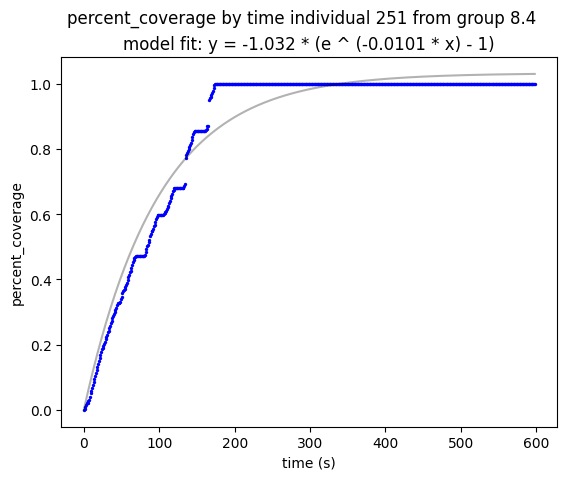 percent_coverage by time individual 251 from group 8.4
model fit: y = -1.032 * (e ^ (-0.0101 * x) - 1)
percent_coverage
1.0
0.8
0.6
0.4
0.2
0.0
0 100 200 300 400 500 600
time (s)